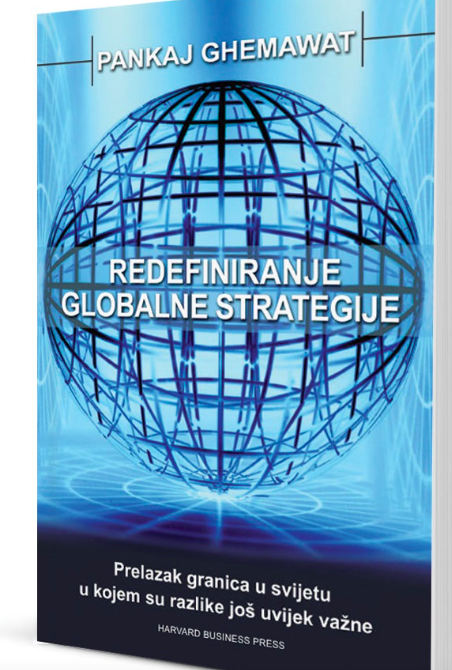 PANKAJ GHEMAWAT
REDEFINIRANJE
GLOBALNE STRATEGIJE
Prelazak granica u svijetu
u kojem su razlike još uvijek važne
HARVARD BUSINESS PRESS